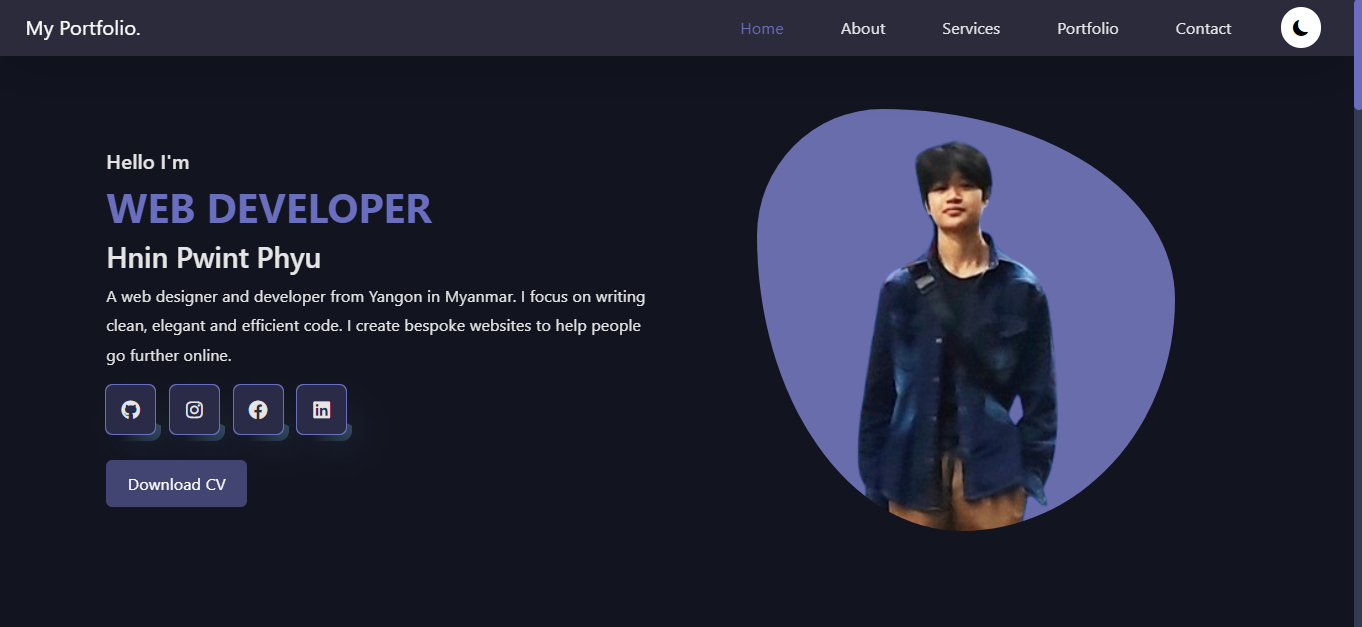 My Portfolio.
Home About Services Portfolio Contact
Hello I'm
WEB DEVELOPER
Hnin Pwint Phyu
A web designer and developer from Yangon in Myanmar. I focus on writing
clean, elegant and efficient code. I create bespoke websites to help people
go further online.
Download CV